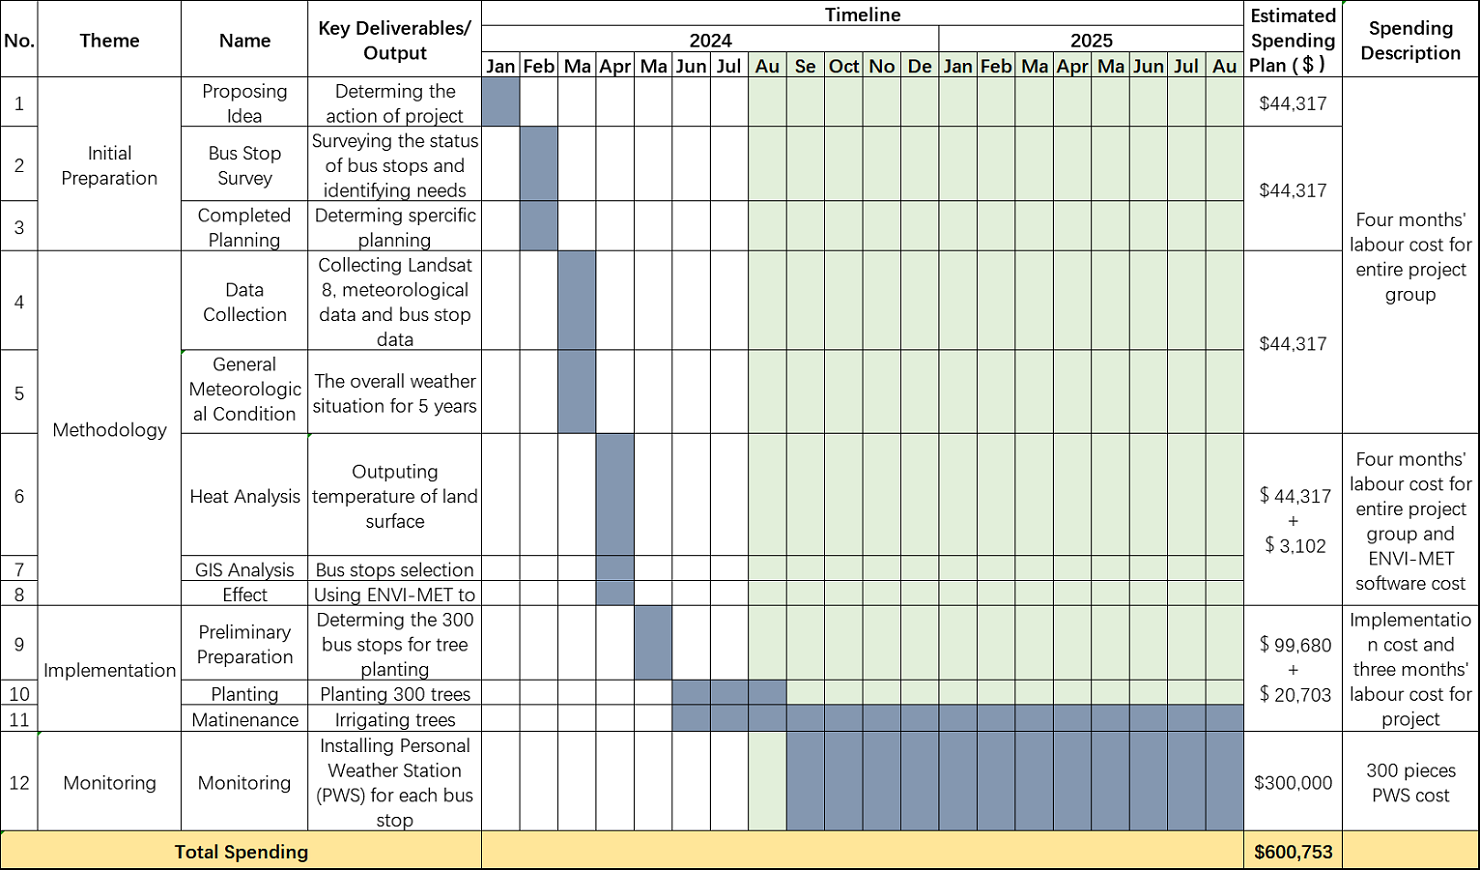 No.
Theme
Name
Key Deliverables/
Output
Timeline
2024
2025
Jan Feb Ma Apr Ma Jun Jul Au Se Oct No De Jan Feb Ma Apr Ma Jun Jul Au
Estimated
Spending
Plan ($)
Spending
Description
1
Initial
Preparation
Proposing
Idea
Determing the
action of project
$44,317
Four months'
labour cost for
entire project
group
2
Bus Stop
Survey
Surveying the status
of bus stops and
identifying needs
$44,317
3
Completed
Planning
Determing spercific
planning
4
Methodology
Data
Collection
Collecting Landsat
8, meteorological
data and bus stop
data
$44,317
5
General
Meteorologic
al Condition
The overall weather
situation for 5 years
6
Heat Analysis
Outputing
temperature of land
surface
$ 44,317
+
$ 3,102
Four months'
labour cost for
entire project
group and
ENVI-MET
software cost
7
GIS Analysis
Bus stops selection
8
Effect
Using ENVI-MET to
9
Implementation
Preliminary
Preparation
Determing the 300
bus stops for tree
planting
$ 99,680
+
$ 20,703
Implementatio
n cost and
three months'
labour cost for
project
10
Planting
Planting 300 trees
11
Matinenance
Irrigating trees
12
Monitoring
Monitoring
Installing Personal
Weather Station
(PWS) for each bus
stop
$300,000
300 pieces
PWS cost
Total Spending
$600,753